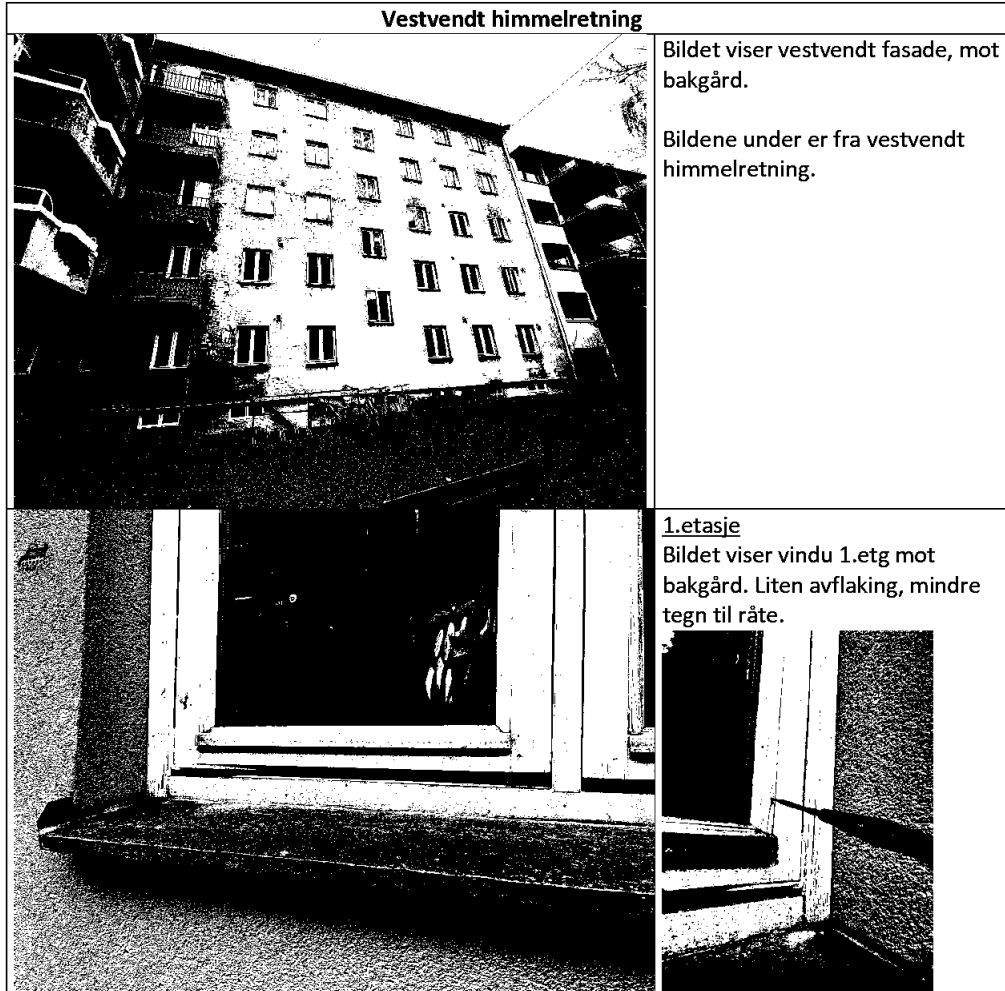 Vestvendt himmelretning
Bildet viser vestvendt fasade, mot
bakgård.
Bildene under er fra vestvendt
himmelretning.
1.etasje
Bildet viser vindu 1.etg mot
bakgård. Liten avflaking, mindre
tegn til råte.